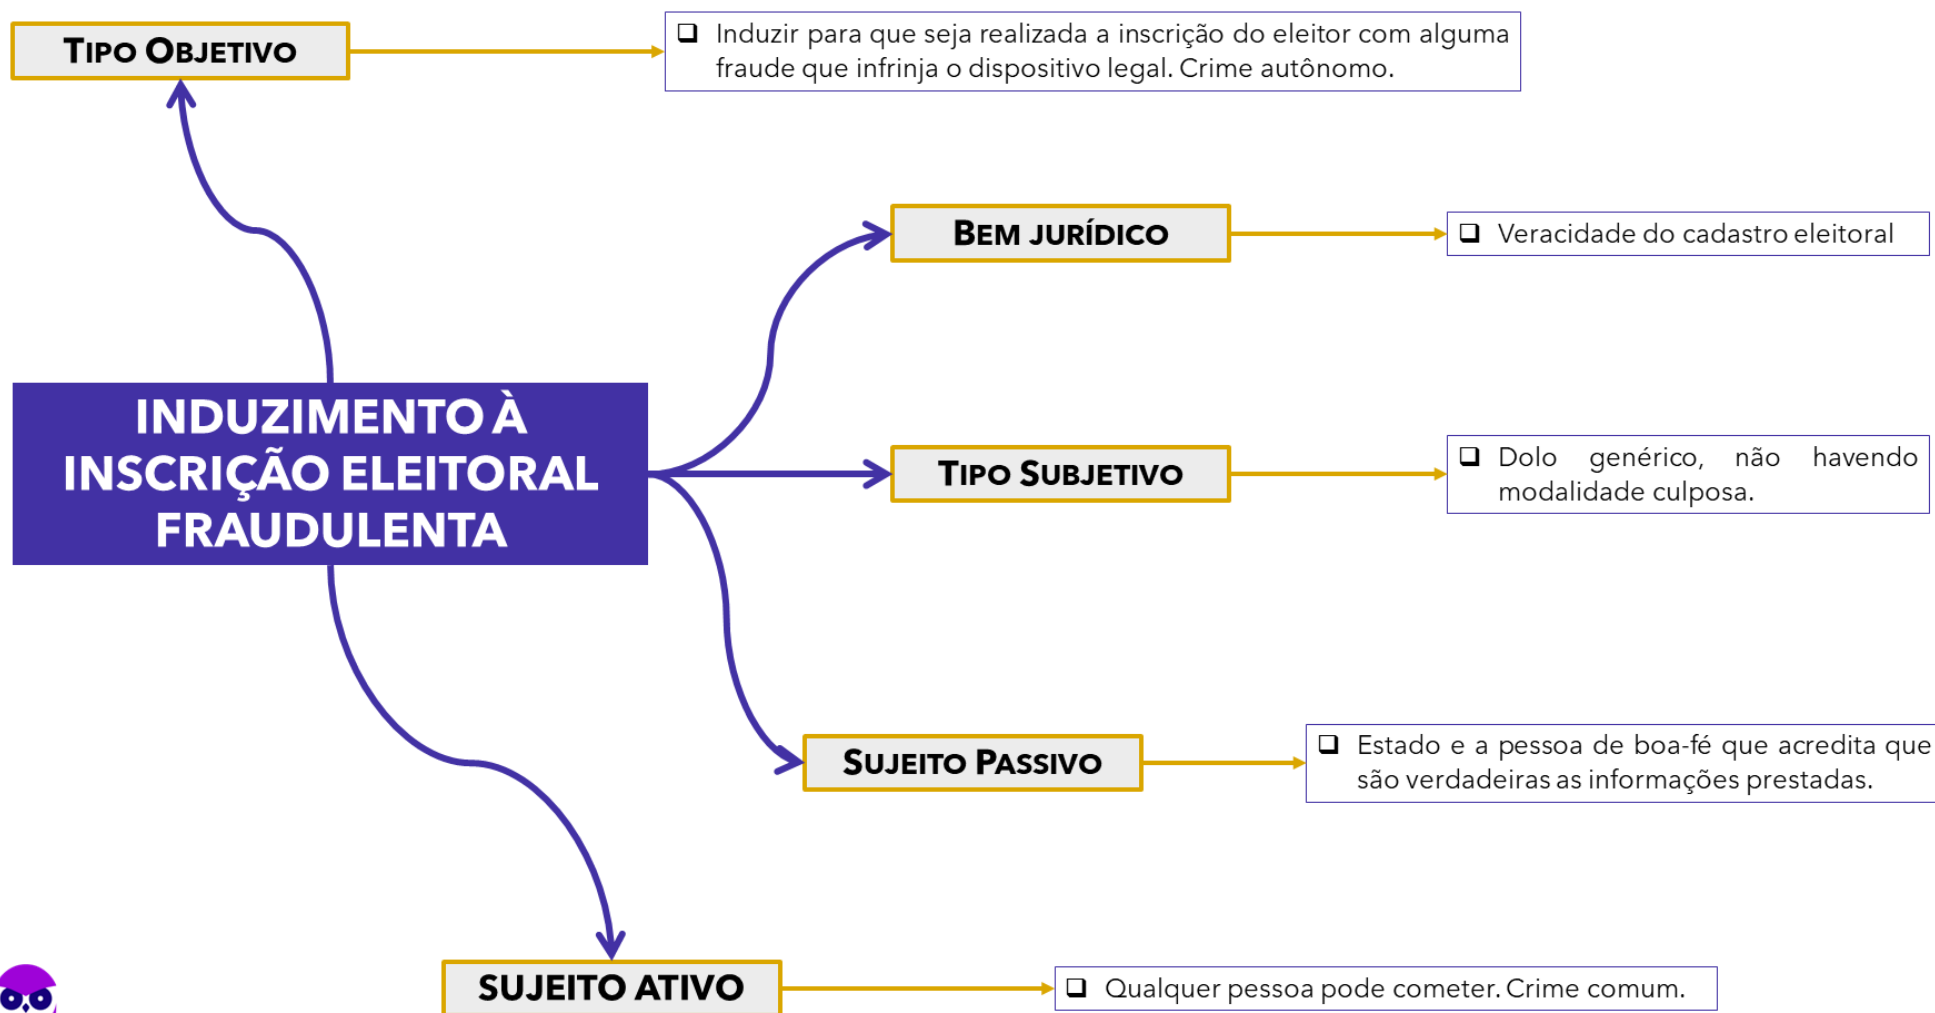 TIPO OBJETIVO
Induzir para que seja realizada a inscrição do eleitor com alguma
fraude que infrinja o dispositivo legal. Crime autônomo.
BEM JURÍDICO
Veracidade do cadastro eleitoral
INDUZIMENTO À
INSCRIÇÃO ELEITORAL
FRAUDULENTA
TIPO SUBJETIVO
Dolo genérico, não havendo
modalidade culposa.
SUJEITO PASSIVO
Estado e a pessoa de boa-fé que acredita que
são verdadeiras as informações prestadas.
SUJEITO ATIVO
Qualquer pessoa pode cometer. Crime comum.